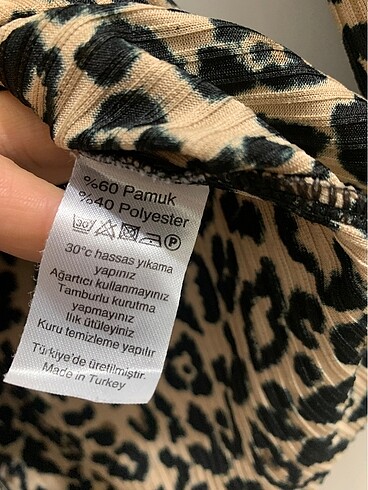 %60 Pamuk
%40 Polyester
30 P
30°c hassas yıkama
yapınız
Ağartıcı kullanmayınız
Tamburlu kurutma
yapmayınız
Ilık ütüleyiniz
Kuru temizleme yapılır
Türkiye'de üretilmiştir.
Made in Turkey